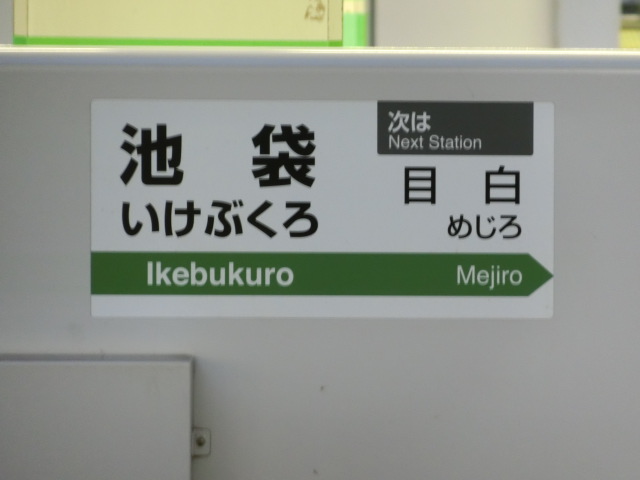 池袋
いけぶくろ
Ikebukuro
次は
Next Station
目白
めじろ
Mejiro